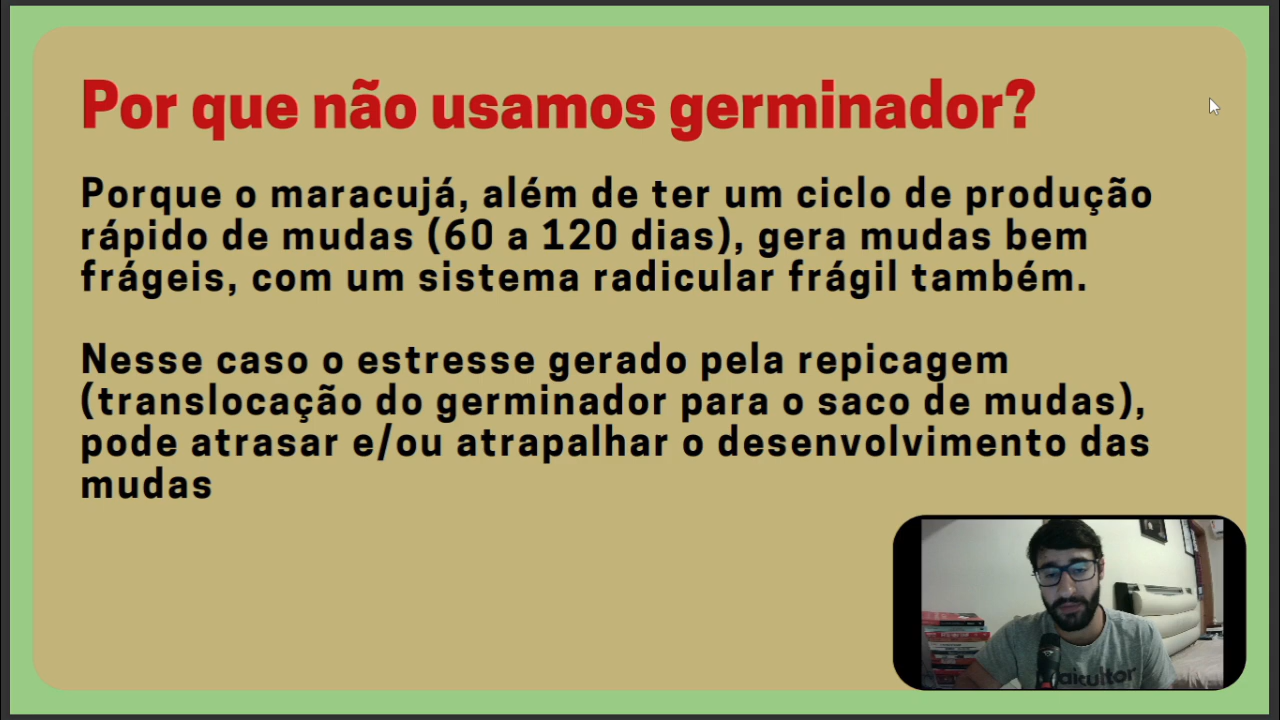 Por que não usamos germinador?
Porque o maracujá, além de ter um ciclo de produção
rápido de mudas (60 a 120 dias), gera mudas bem
frágeis, com um sistema radicular frágil também.
Nesse caso o estresse gerado pela repicagem
(translocação do germinador para o saco de mudas),
pode atrasar e/ou atrapalhar o desenvolvimento das
mudas